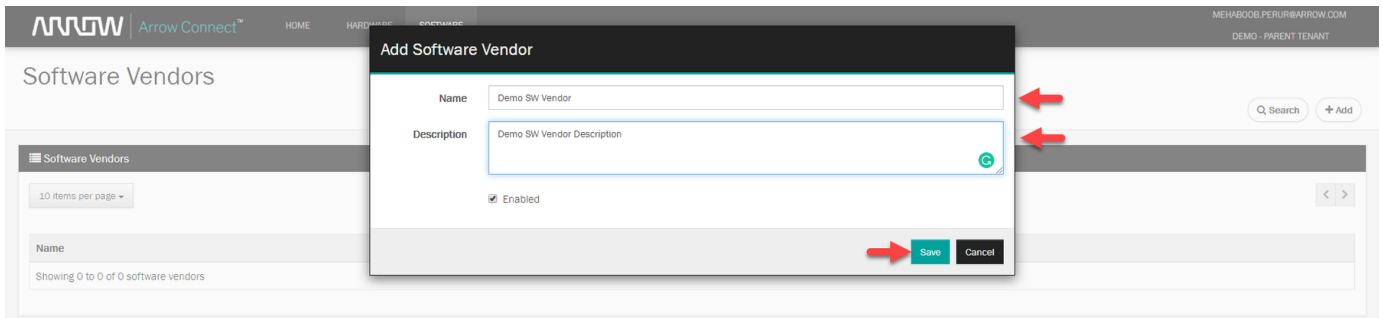 ARROW Arrow Connect™ HOME HARDWARE SOFTWARE MEHABOOB.PERUR@ARROW.COM
DEMO - PARENT TENANT
Add Software Vendor
Software Vendors
Name Demo SW Vendor
Search + Add
Description Demo SW Vendor Description
Software Vendors
10 items per page
< >
Enabled
Name
Save Cancel
Showing 0 to 0 of 0 software vendors